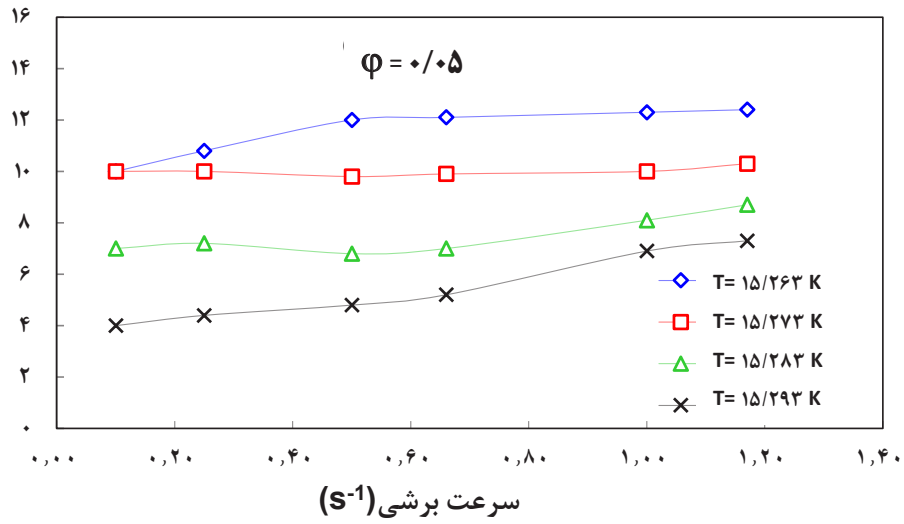 ۱۶
۱۴
۱۲
۱۰
۸
۶
۴
۲
۰
φ = ۰/۰۵
T= ۱۵/۲۶۳ K
T= ۱۵/۲۷۳ K
T= ۱۵/۲۸۳ K
T= ۱۵/۲۹۳ K
۰,۰۰ ۰,۲۰ ۰,۴۰ ۰,۶۰ ۰,۸۰ ۱,۰۰ ۱,۲۰ ۱,۴۰
سرعت برشی(s-1)